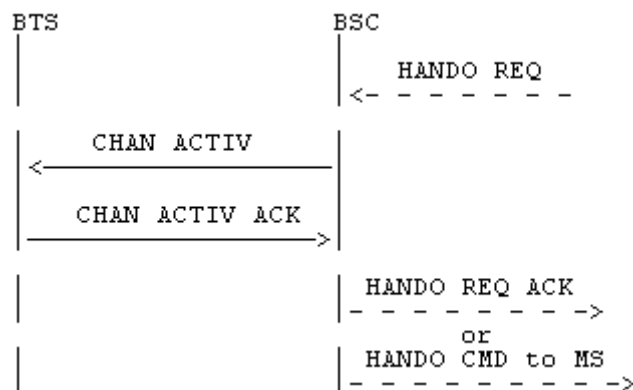 BTS BSC
HANDO REQ
CHAN ACTIV
CHAN ACTIV ACK
HANDO REQ ACK
or
HANDO CMD to MS